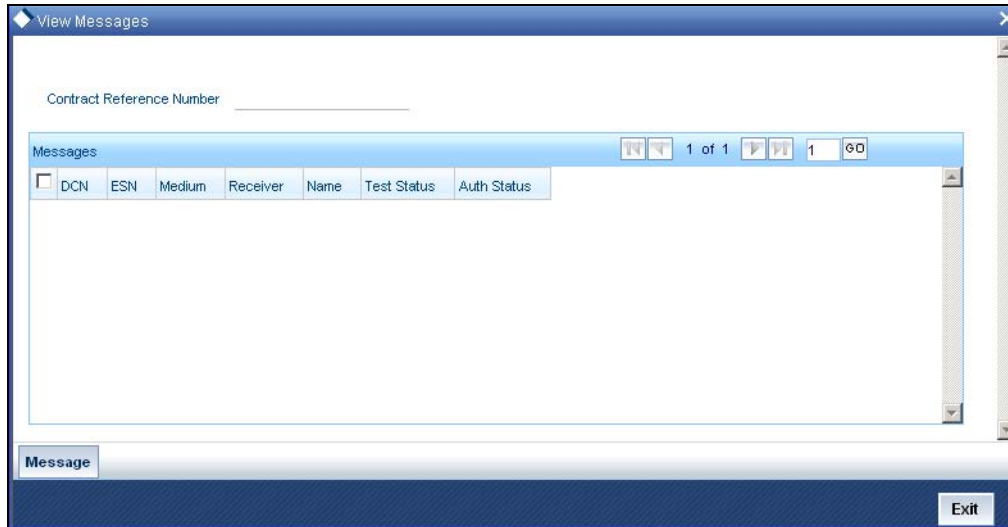 View Messages
Contract Reference Number
Messages 1 of 1 1 GO
DCN ESN Medium Receiver Name Test Status Auth Status
Message
Exit